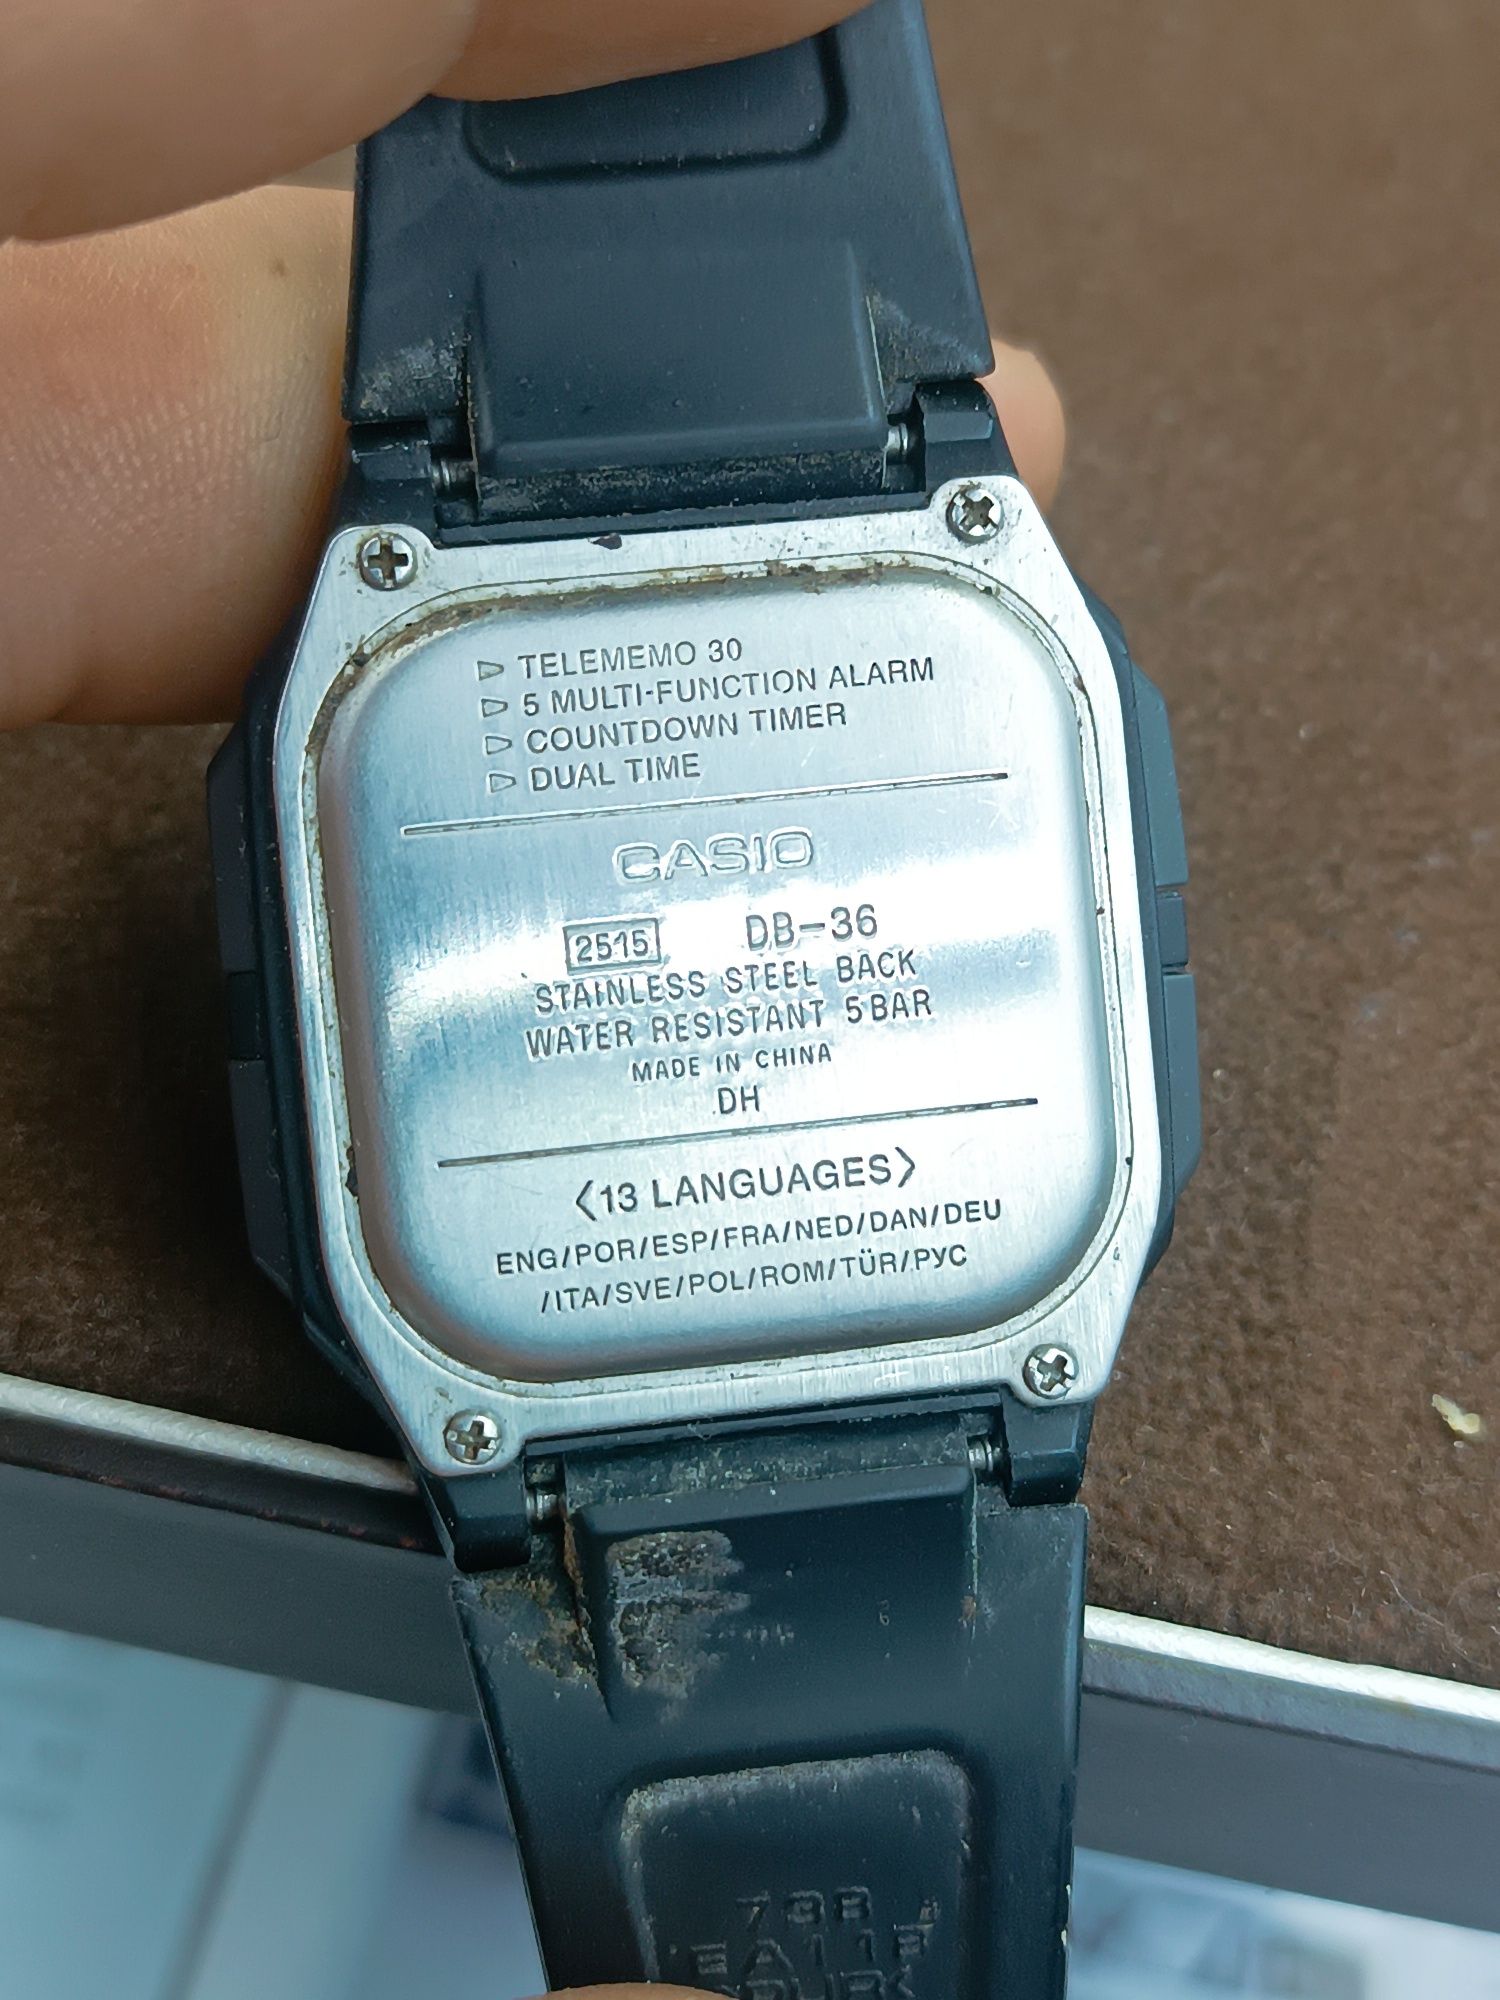 TELEMEMO 30
5 MULTI-FUNCTION ALARM
COUNTDOWN TIMER
DUAL TIME
CASIO
2515 DB-36
STAINLESS STEEL BACK
WATER RESISTANT 5BAR
MADE IN CHINA
DH
<13 LANGUAGES>
ENG/POR/ESP/FRA/NED/DAN/DEU
/ITA/SVE/POL/ROM/TÜR/РУС